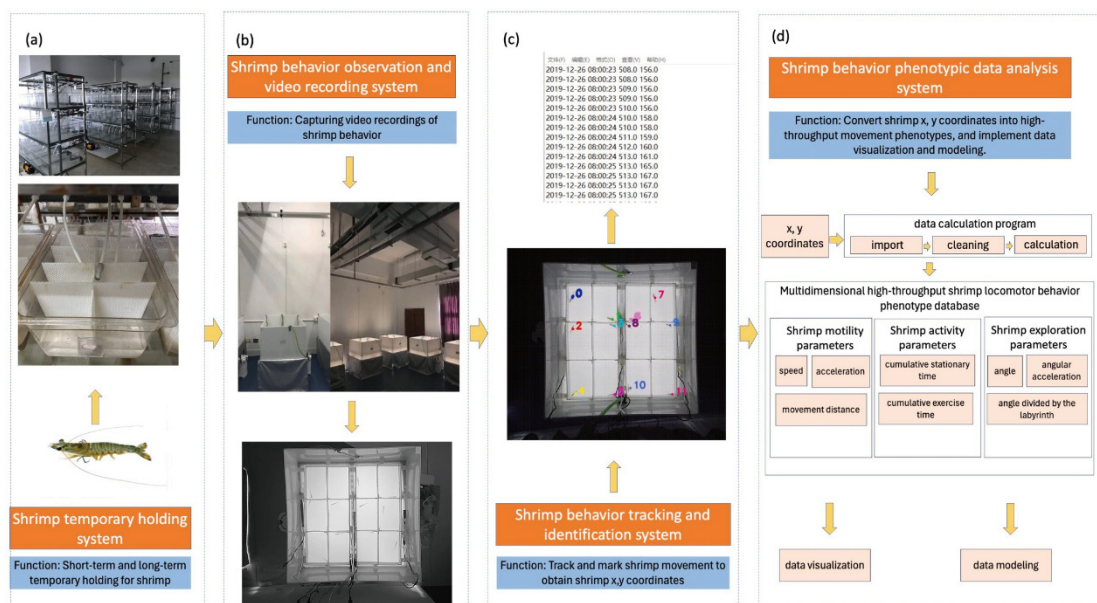 (a)
Shrimp temporary holding
system
Function: Short-term and long-term
temporary holding for shrimp
(b)
Shrimp behavior observation and
video recording system
Function: Capturing video recordings of
shrimp behavior
(c)
文件(F) 编辑(E) 格式(O) 查看(V) 帮助(H)
2019-12-26 08:00:23 508.0 156.0
2019-12-26 08:00:23 508.0 156.0
2019-12-26 08:00:23 509.0 156.0
2019-12-26 08:00:23 509.0 156.0
2019-12-26 08:00:23 510.0 156.0
2019-12-26 08:00:24 510.0 158.0
2019-12-26 08:00:24 510.0 158.0
2019-12-26 08:00:24 511.0 159.0
2019-12-26 08:00:24 512.0 160.0
2019-12-26 08:00:24 513.0 161.0
2019-12-26 08:00:25 513.0 165.0
2019-12-26 08:00:25 513.0 167.0
2019-12-26 08:00:25 513.0 167.0
2019-12-26 08:00:25 513.0 167.0
0
7
2
8
10
11
Shrimp behavior tracking and
identification system
Function: Track and mark shrimp movement to
obtain shrimp x,y coordinates
(d)
Shrimp behavior phenotypic data analysis
system
Function: Convert shrimp x, y coordinates into high-
throughput movement phenotypes, and implement data
visualization and modeling.
x, y
coordinates
data calculation program
import
cleaning
calculation
Multidimensional high-throughput shrimp locomotor behavior
phenotype database
Shrimp motility
parameters
speed
acceleration
movement distance
Shrimp activity
parameters
cumulative stationary
time
cumulative exercise
time
Shrimp exploration
parameters
angle
angular
acceleration
angle divided by the
labyrinth
data visualization
data modeling